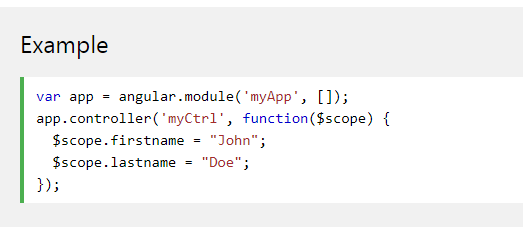 Example
var app = angular.module('myApp', []);
app.controller('myCtrl', function($scope) {
  $scope.firstname = "John";
  $scope.lastname = "Doe";
});